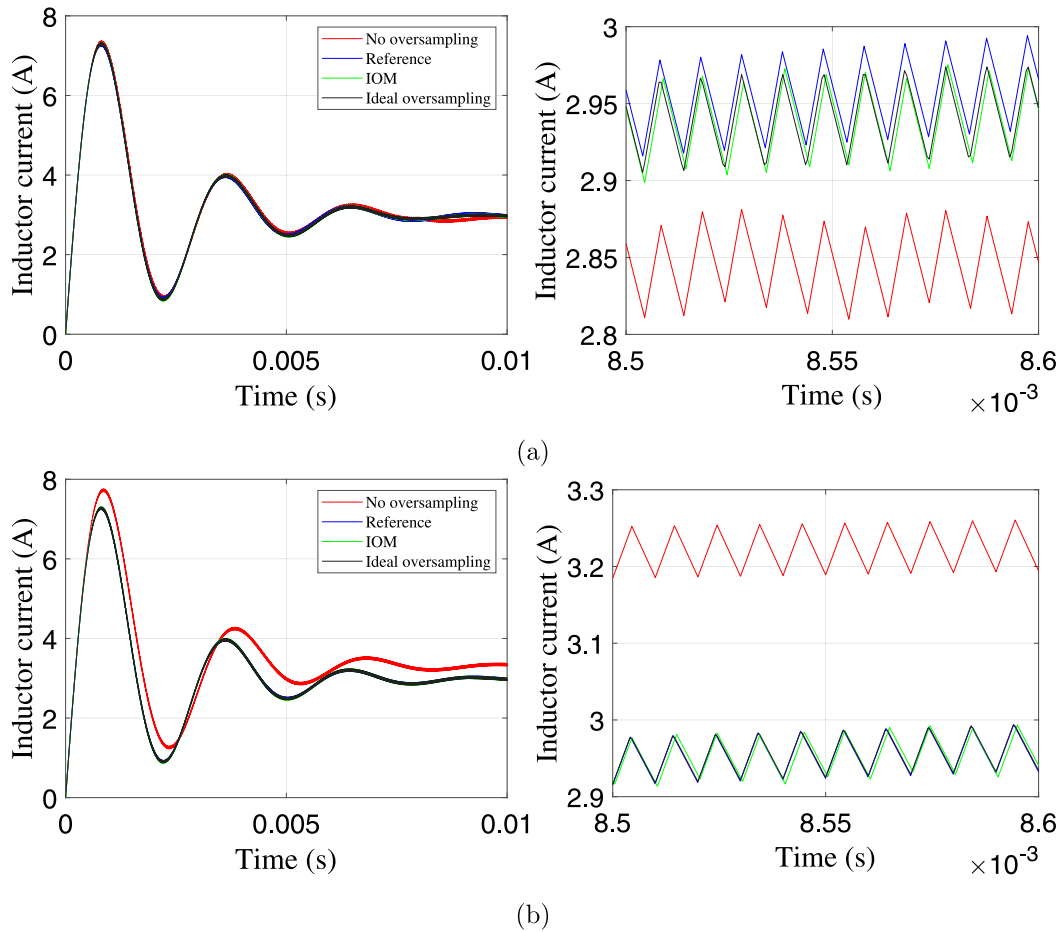 8
6
4
2
0
0
0.005
0.01
Inductor current (A)
Time (s)
No oversampling
Reference
IOM
Ideal oversampling
3
2.95
2.9
2.85
2.8
8.5
8.55
8.6
Inductor current (A)
Time (s)
×10⁻³
(a)
8
6
4
2
0
0
0.005
0.01
Inductor current (A)
Time (s)
No oversampling
Reference
IOM
Ideal oversampling
3.3
3.2
3.1
3
2.9
8.5
8.55
8.6
Inductor current (A)
Time (s)
×10⁻³
(b)